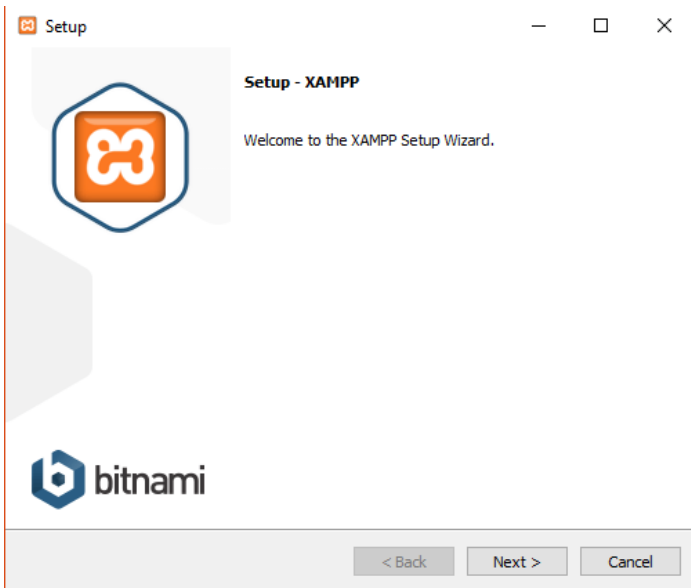 Setup
Setup - XAMPP
Welcome to the XAMPP Setup Wizard.
bitnami
< Back
Next >
Cancel